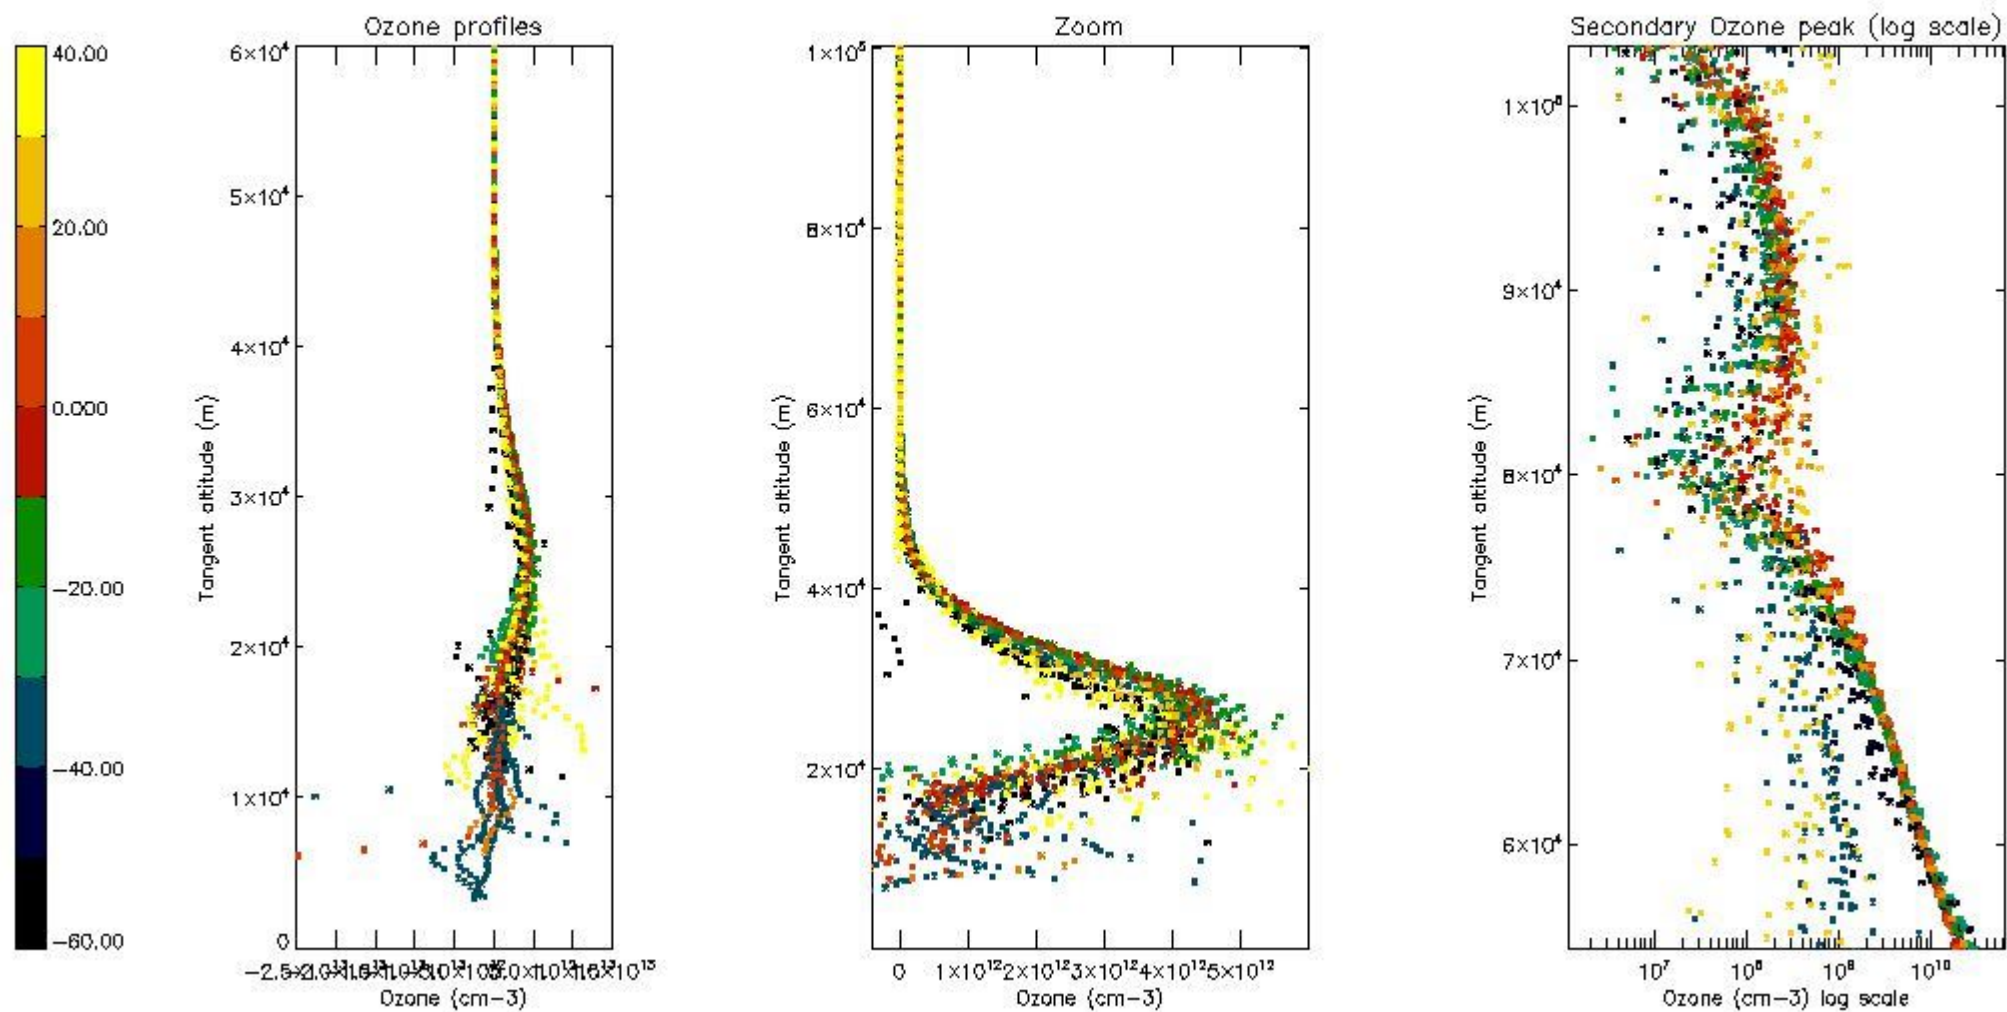 Ozone profiles
Zoom
Secondary Ozone peak (log scale)
40.00
20.00
0.000
−20.00
−40.00
−60.00
6×10⁴
5×10⁴
4×10⁴
3×10⁴
2×10⁴
1×10⁴
0
Tangent altitude (m)
Ozone (cm−3)
1×10⁵
8×10⁴
6×10⁴
4×10⁴
2×10⁴
Tangent altitude (m)
0 1×10¹² 2×10¹² 3×10¹² 4×10¹² 5×10¹²
Ozone (cm−3)
9×10⁴
8×10⁴
7×10⁴
6×10⁴
Tangent altitude (m)
10⁷ 10⁸ 10⁹ 10¹⁰
Ozone (cm−3) log scale